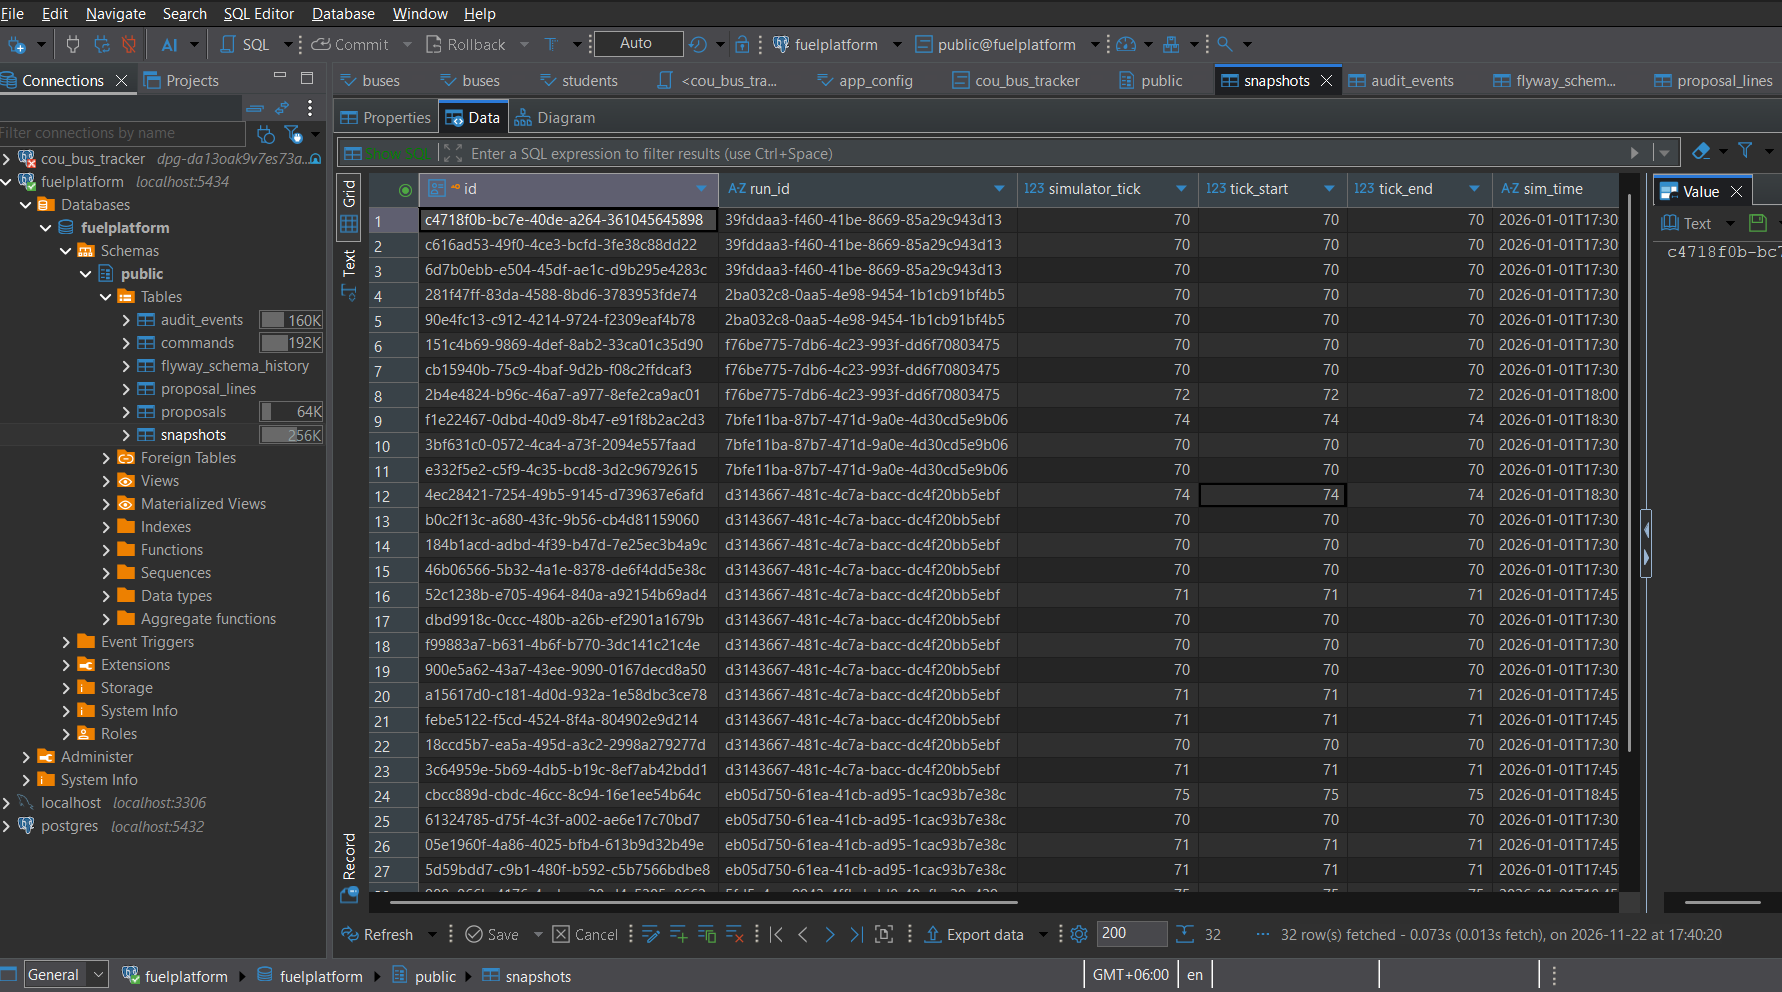 File Edit Navigate Search SQL Editor Database Window Help
AI SQL Commit Rollback T Auto fuelplatform public@fuelplatform
Connections Projects
buses buses students <cou_bus_tra... app_config cou_bus_tracker public snapshots audit_events flyway_schem... proposal_lines
Properties Data Diagram
Filter connections by name
Show SQL Enter a SQL expression to filter results (use Ctrl+Space)
cou_bus_tracker dpg-da13oak9v7es73a...
fuelplatform localhost:5434
Databases
fuelplatform
Schemas
public
Tables
audit_events 160K
commands 192K
flyway_schema_history
proposal_lines
proposals 64K
snapshots 256K
Foreign Tables
Views
Materialized Views
Indexes
Functions
Sequences
Data types
Aggregate functions
Event Triggers
Extensions
Storage
System Info
Roles
Administer
System Info
localhost localhost:3306
postgres localhost:5432
Grid
Text
Record
id A-Z run_id 123 simulator_tick 123 tick_start 123 tick_end A-Z sim_time
1 c4718f0b-bc7e-40de-a264-361045645898 39fddaa3-f460-41be-8669-85a29c943d13 70 70 70 2026-01-01T17:30
2 c616ad53-49f0-4ce3-bcfd-3fe38c88dd22 39fddaa3-f460-41be-8669-85a29c943d13 70 70 70 2026-01-01T17:30
3 6d7b0ebb-e504-45df-ae1c-d9b295e4283c 39fddaa3-f460-41be-8669-85a29c943d13 70 70 70 2026-01-01T17:30
4 281f47ff-83da-4588-8bd6-3783953fde74 2ba032c8-0aa5-4e98-9454-1b1cb91bf4b5 70 70 70 2026-01-01T17:30
5 90e4fc13-c912-4214-9724-f2309eaf4b78 2ba032c8-0aa5-4e98-9454-1b1cb91bf4b5 70 70 70 2026-01-01T17:30
6 151c4b69-9869-4def-8ab2-33ca01c35d90 f76be775-7db6-4c23-993f-dd6f70803475 70 70 70 2026-01-01T17:30
7 cb15940b-75c9-4baf-9d2b-f08c2ffdcaf3 f76be775-7db6-4c23-993f-dd6f70803475 70 70 70 2026-01-01T17:30
8 2b4e4824-b96c-46a7-a977-8efe2ca9ac01 f76be775-7db6-4c23-993f-dd6f70803475 72 72 72 2026-01-01T18:00
9 f1e22467-0dbd-40d9-8b47-e91f8b2ac2d3 7bfe11ba-87b7-471d-9a0e-4d30cd5e9b06 74 74 74 2026-01-01T18:30
10 3bf631c0-0572-4ca4-a73f-2094e557faad 7bfe11ba-87b7-471d-9a0e-4d30cd5e9b06 70 70 70 2026-01-01T17:30
11 e332f5e2-c5f9-4c35-bcd8-3d2c96792615 7bfe11ba-87b7-471d-9a0e-4d30cd5e9b06 70 70 70 2026-01-01T17:30
12 4ec28421-7254-49b5-9145-d739637e6afd d3143667-481c-4c7a-bacc-dc4f20bb5ebf 74 74 74 2026-01-01T18:30
13 b0c2f13c-a680-43fc-9b56-cb4d81159060 d3143667-481c-4c7a-bacc-dc4f20bb5ebf 70 70 70 2026-01-01T17:30
14 184b1acd-adbd-4f39-b47d-7e25ec3b4a9c d3143667-481c-4c7a-bacc-dc4f20bb5ebf 70 70 70 2026-01-01T17:30
15 46b06566-5b32-4a1e-8378-de6f4dd5e38c d3143667-481c-4c7a-bacc-dc4f20bb5ebf 70 70 70 2026-01-01T17:30
16 52c1238b-e705-4964-840a-a92154b69ad4 d3143667-481c-4c7a-bacc-dc4f20bb5ebf 71 71 71 2026-01-01T17:45
17 dbd9918c-0ccc-480b-a26b-ef2901a1679b d3143667-481c-4c7a-bacc-dc4f20bb5ebf 70 70 70 2026-01-01T17:30
18 f99883a7-b631-4b6f-b770-3dc141c21c4e d3143667-481c-4c7a-bacc-dc4f20bb5ebf 70 70 70 2026-01-01T17:30
19 900e5a62-43a7-43ee-9090-0167decd8a50 d3143667-481c-4c7a-bacc-dc4f20bb5ebf 70 70 70 2026-01-01T17:30
20 a15617d0-c181-4d0d-932a-1e58dbc3ce78 d3143667-481c-4c7a-bacc-dc4f20bb5ebf 71 71 71 2026-01-01T17:45
21 febe5122-f5cd-4524-8f4a-804902e9d214 d3143667-481c-4c7a-bacc-dc4f20bb5ebf 71 71 71 2026-01-01T17:45
22 18ccd5b7-ea5a-495d-a3c2-2998a279277d d3143667-481c-4c7a-bacc-dc4f20bb5ebf 70 70 70 2026-01-01T17:30
23 3c64959e-5b69-4db5-b19c-8ef7ab42bdd1 d3143667-481c-4c7a-bacc-dc4f20bb5ebf 71 71 71 2026-01-01T17:45
24 cbcc889d-cbdc-46cc-8c94-16e1ee54b64c eb05d750-61ea-41cb-ad95-1cac93b7e38c 75 75 75 2026-01-01T18:45
25 61324785-d75f-4c3f-a002-ae6e17c70bd7 eb05d750-61ea-41cb-ad95-1cac93b7e38c 70 70 70 2026-01-01T17:30
26 05e1960f-4a86-4025-bfb4-613b9d32b49e eb05d750-61ea-41cb-ad95-1cac93b7e38c 71 71 71 2026-01-01T17:45
27 5d59bdd7-c9b1-480f-b592-c5b7566bdbe8 eb05d750-61ea-41cb-ad95-1cac93b7e38c 71 71 71 2026-01-01T17:45
Value
Text
c4718f0b-bc7
Refresh Save Cancel Export data 200 32 32 row(s) fetched - 0.073s (0.013s fetch), on 2026-11-22 at 17:40:20
General fuelplatform fuelplatform public snapshots GMT+06:00 en